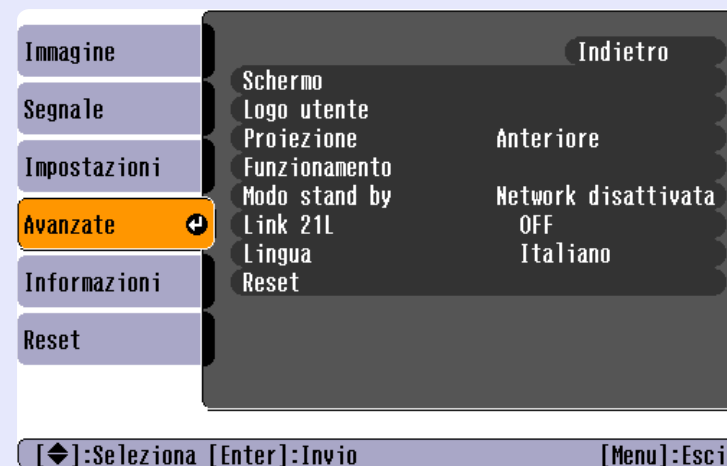 Immagine
Segnale
Impostazioni
Avanzate
Informazioni
Reset
Indietro
Schermo
Logo utente
Proiezione Anteriore
Funzionamento
Modo stand by Network disattivata
Link 21L OFF
Lingua Italiano
Reset
[◆]:Seleziona [Enter]:Invio [Menu]:Esci